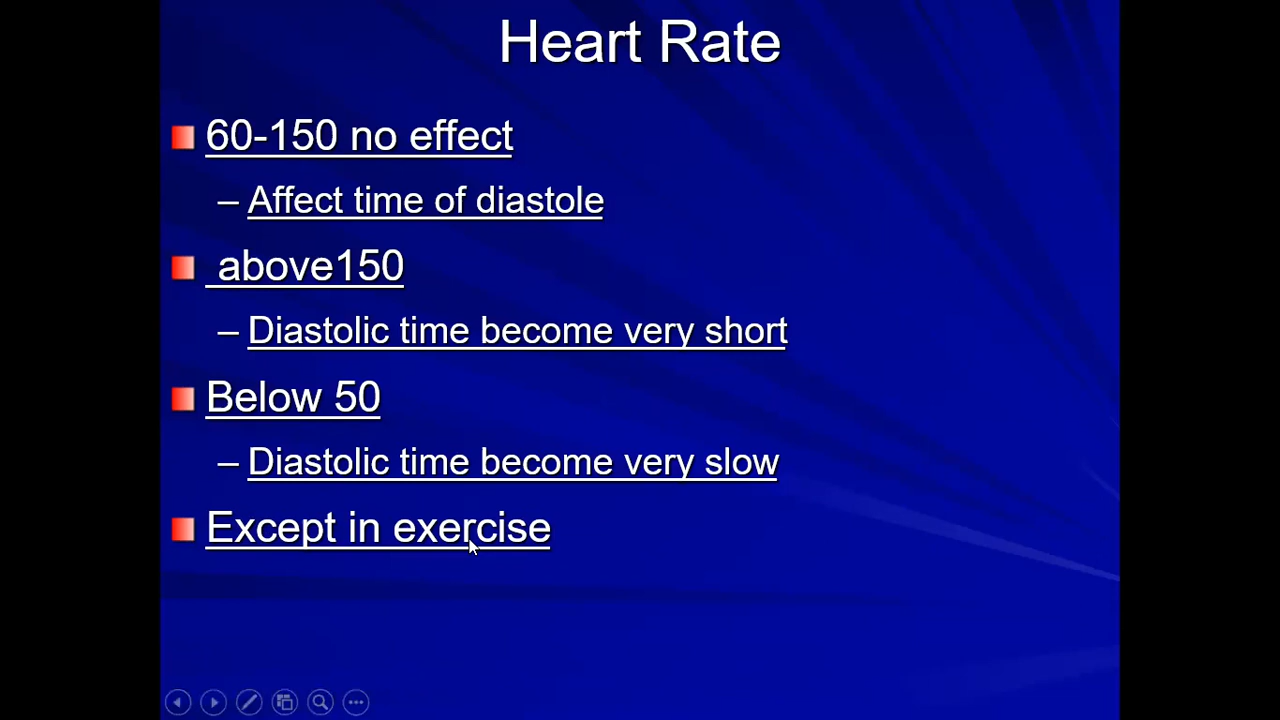 Heart Rate
60-150 no effect
– Affect time of diastole
above150
– Diastolic time become very short
Below 50
– Diastolic time become very slow
Except in exercise